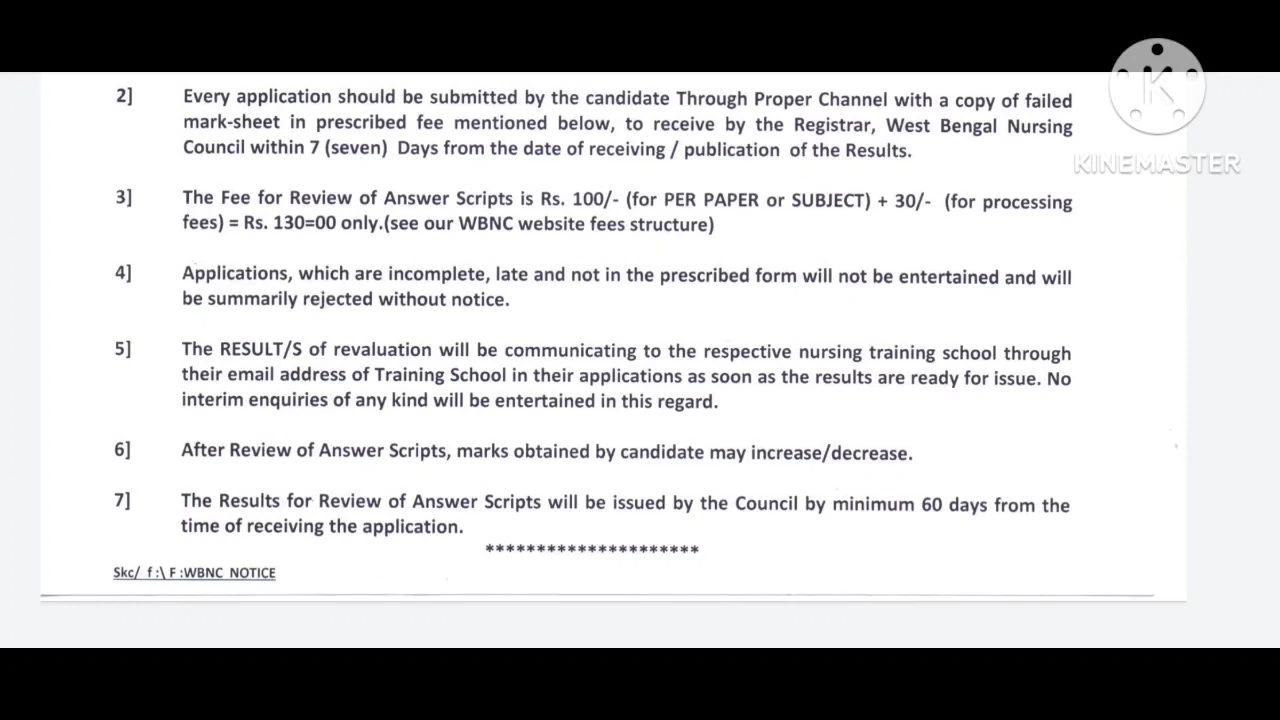 2] Every application should be submitted by the candidate Through Proper Channel with a copy of failed
mark-sheet in prescribed fee mentioned below, to receive by the Registrar, West Bengal Nursing
Council within 7 (seven) Days from the date of receiving / publication of the Results.
3] The Fee for Review of Answer Scripts is Rs. 100/- (for PER PAPER or SUBJECT) + 30/- (for processing
fees) = Rs. 130=00 only.(see our WBNC website fees structure)
4] Applications, which are incomplete, late and not in the prescribed form will not be entertained and will
be summarily rejected without notice.
5] The RESULT/S of revaluation will be communicating to the respective nursing training school through
their email address of Training School in their applications as soon as the results are ready for issue. No
interim enquiries of any kind will be entertained in this regard.
6] After Review of Answer Scripts, marks obtained by candidate may increase/decrease.
7] The Results for Review of Answer Scripts will be issued by the Council by minimum 60 days from the
time of receiving the application.
*********************
Skc/ f:\ F :WBNC NOTICE
K
KINEMASTER